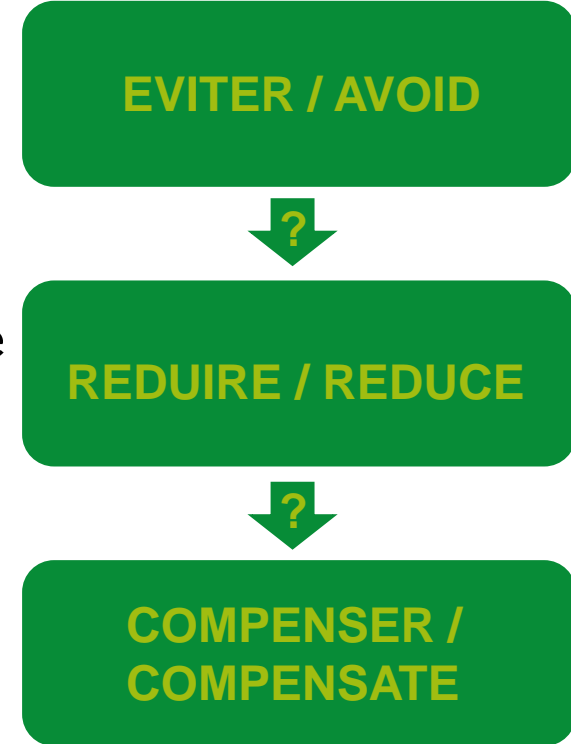 EVITER / AVOID
?
e
REDUIRE / REDUCE
?
COMPENSER /
COMPENSATE